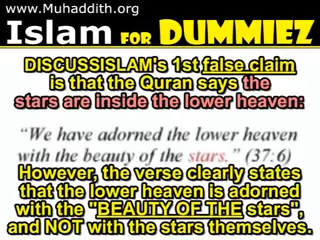 www.Muhaddith.org
Islam FOR DUMMIEZ
DISCUSSISLAM's 1st false claim
is that the Quran says the
stars are inside the lower heaven:
"We have adorned the lower heaven
with the beauty of the stars." (37:6)
However, the verse clearly states
that the lower heaven is adorned
with the "BEAUTY OF THE stars",
and NOT with the stars themselves.